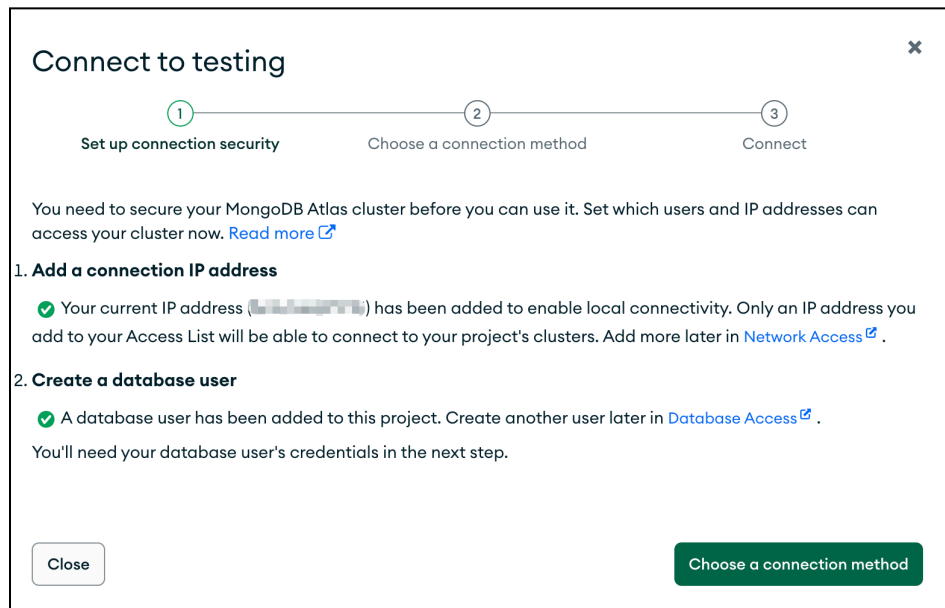 Connect to testing
1
2
3
Set up connection security
Choose a connection method
Connect
You need to secure your MongoDB Atlas cluster before you can use it. Set which users and IP addresses can
access your cluster now. Read more
1. Add a connection IP address
Your current IP address ( ) has been added to enable local connectivity. Only an IP address you
add to your Access List will be able to connect to your project's clusters. Add more later in Network Access .
2. Create a database user
A database user has been added to this project. Create another user later in Database Access .
You'll need your database user's credentials in the next step.
Close
Choose a connection method